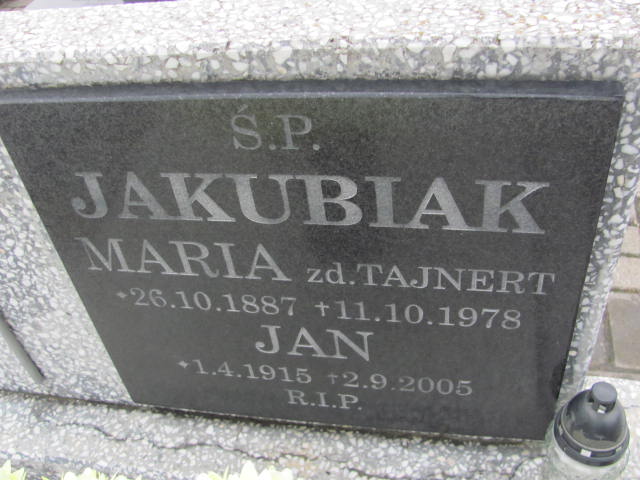 Ś.P.
JAKUBIAK
MARIA zd. TAJNERT
*26.10.1887 +11.10.1978
JAN
*1.4.1915 +2.9.2005
R.I.P.